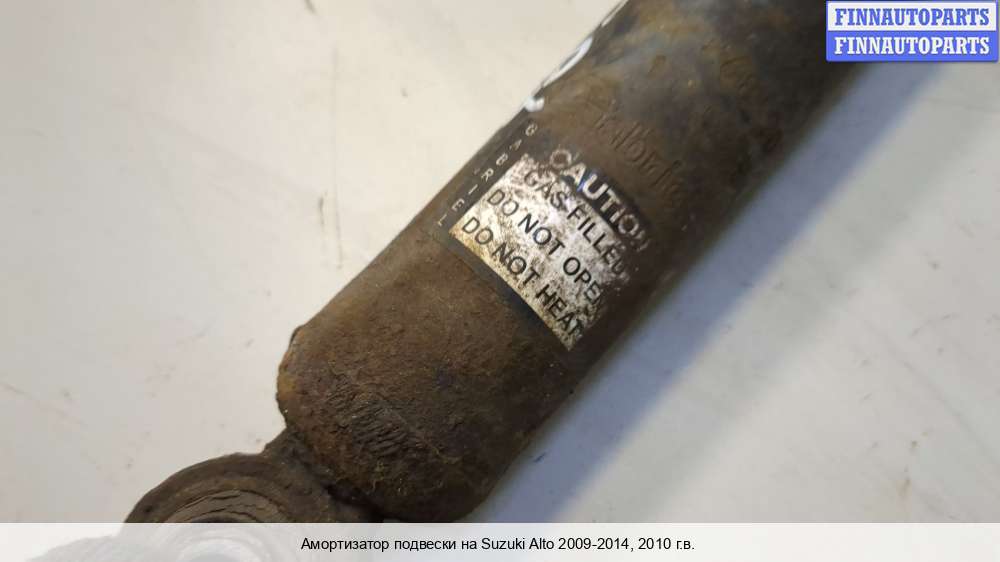 FINNAUTOPARTS
FINNAUTOPARTS
GABRIEL
CAUTION
GAS FILLED
DO NOT OPEN
DO NOT HEAT
Амортизатор подвески на Suzuki Alto 2009-2014, 2010 г.в.